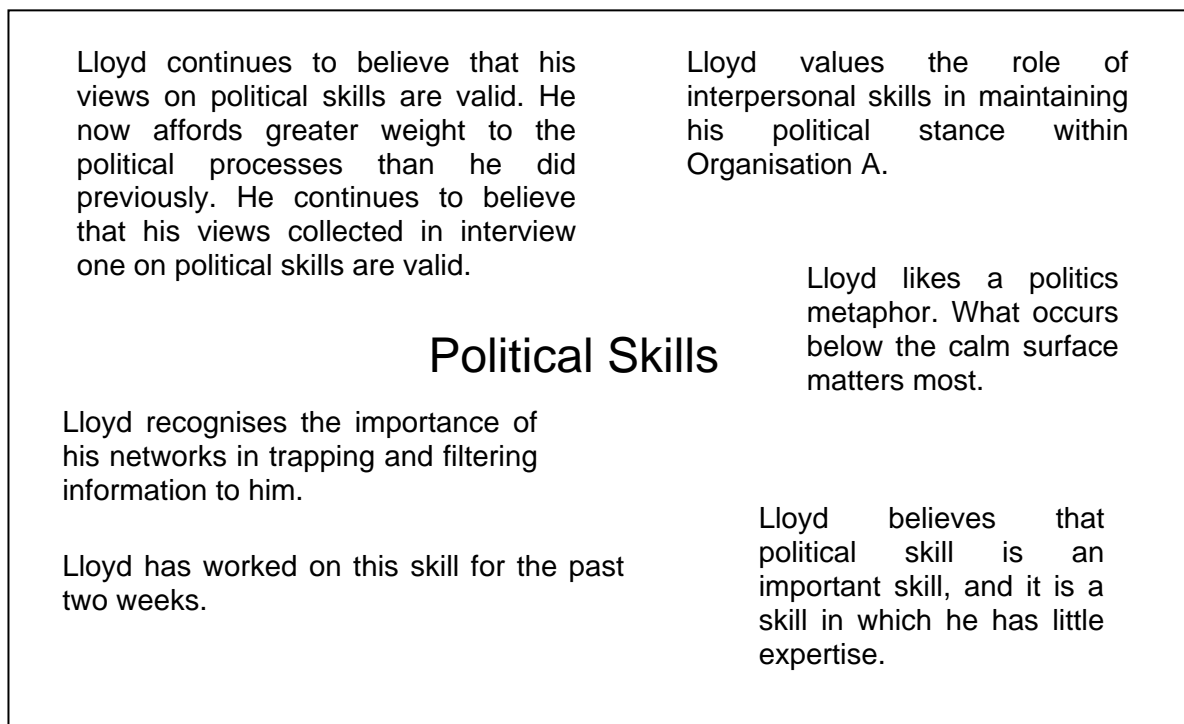 Lloyd continues to believe that his
views on political skills are valid. He
now affords greater weight to the
political processes than he did
previously. He continues to believe
that his views collected in interview
one on political skills are valid.
Lloyd values the role of
interpersonal skills in maintaining
his political stance within
Organisation A.
Lloyd likes a politics
metaphor. What occurs
below the calm surface
matters most.
Political Skills
Lloyd recognises the importance of
his networks in trapping and filtering
information to him.
Lloyd has worked on this skill for the past
two weeks.
Lloyd believes that
political skill is an
important skill, and it is a
skill in which he has little
expertise.